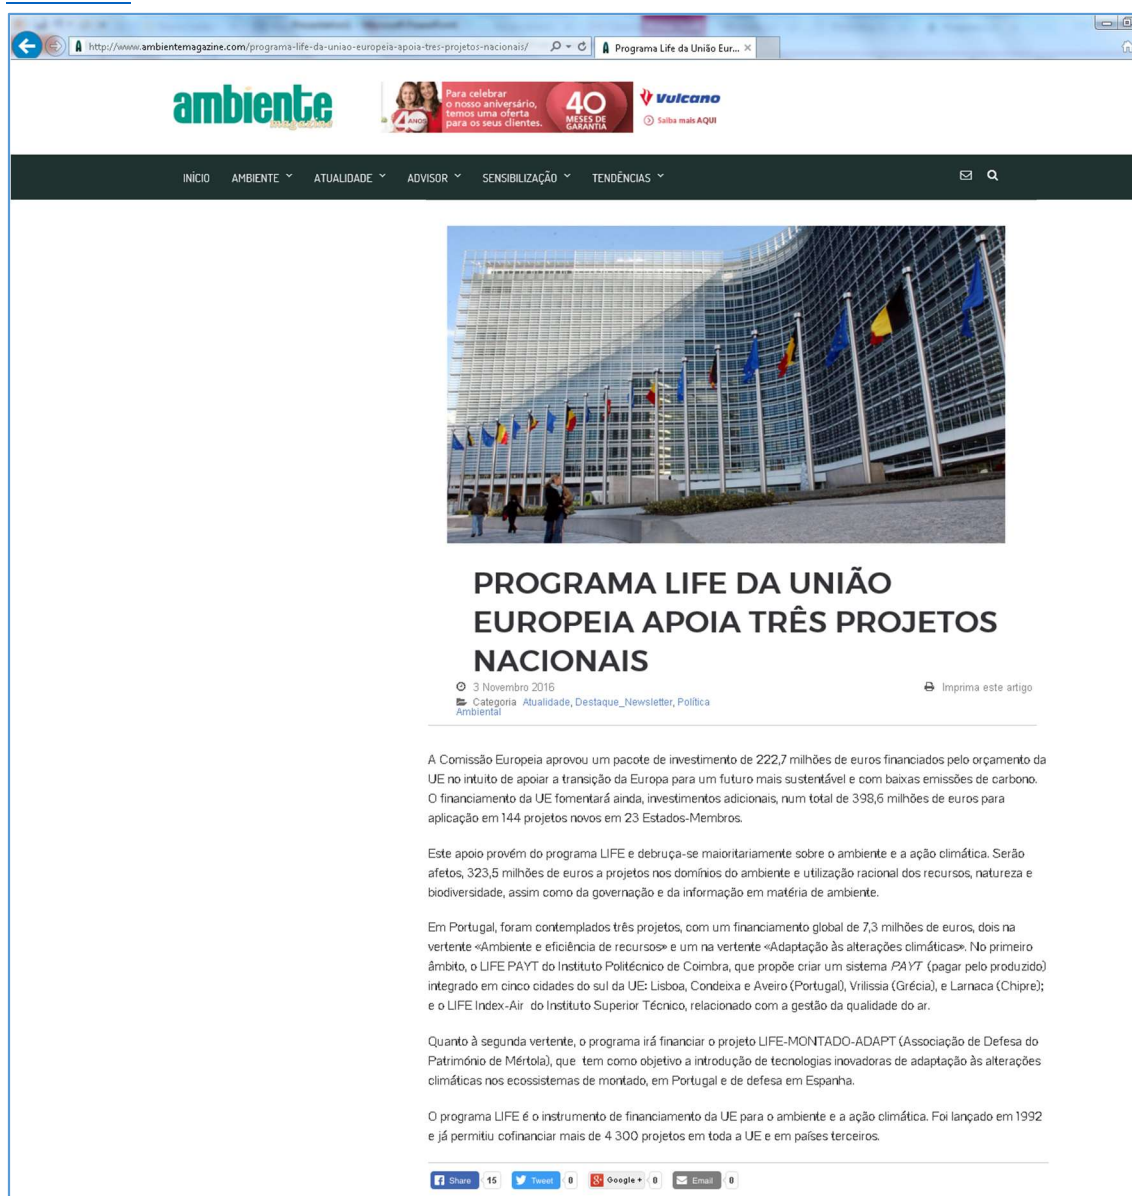 http://www.ambientemagazine.com/programa-life-da-uniao-europeia-apoia-tres-projetos-nacionais/
Programa Life da União Eur...
ambiente
magazine
40
ANOS
Para celebrar
o nosso aniversário,
temos uma oferta
para os seus clientes.
40
MESES DE
GARANTIA
Vulcano
Saiba mais AQUI
INÍCIO AMBIENTE ATUALIDADE ADVISOR SENSIBILIZAÇÃO TENDÊNCIAS
PROGRAMA LIFE DA UNIÃO
EUROPEIA APOIA TRÊS PROJETOS
NACIONAIS
3 Novembro 2016
Imprima este artigo
Categoria Atualidade, Destaque_Newsletter, Política
Ambiental
A Comissão Europeia aprovou um pacote de investimento de 222,7 milhões de euros financiados pelo orçamento da
UE no intuito de apoiar a transição da Europa para um futuro mais sustentável e com baixas emissões de carbono.
O financiamento da UE fomentará ainda, investimentos adicionais, num total de 398,6 milhões de euros para
aplicação em 144 projetos novos em 23 Estados-Membros.
Este apoio provém do programa LIFE e debruça-se maioritariamente sobre o ambiente e a ação climática. Serão
afetos, 323,5 milhões de euros a projetos nos domínios do ambiente e utilização racional dos recursos, natureza e
biodiversidade, assim como da governação e da informação em matéria de ambiente.
Em Portugal, foram contemplados três projetos, com um financiamento global de 7,3 milhões de euros, dois na
vertente «Ambiente e eficiência de recursos» e um na vertente «Adaptação às alterações climáticas». No primeiro
âmbito, o LIFE PAYT do Instituto Politécnico de Coimbra, que propõe criar um sistema PAYT (pagar pelo produzido)
integrado em cinco cidades do sul da UE: Lisboa, Condeixa e Aveiro (Portugal), Vrilissia (Grécia), e Larnaca (Chipre);
e o LIFE Index-Air do Instituto Superior Técnico, relacionado com a gestão da qualidade do ar.
Quanto à segunda vertente, o programa irá financiar o projeto LIFE-MONTADO-ADAPT (Associação de Defesa do
Património de Mértola), que tem como objetivo a introdução de tecnologias inovadoras de adaptação às alterações
climáticas nos ecossistemas de montado, em Portugal e de defesa em Espanha.
O programa LIFE é o instrumento de financiamento da UE para o ambiente e a ação climática. Foi lançado em 1992
e já permitiu cofinanciar mais de 4 300 projetos em toda a UE e em países terceiros.
Share 15 Tweet 0 Google + 0 Email 0